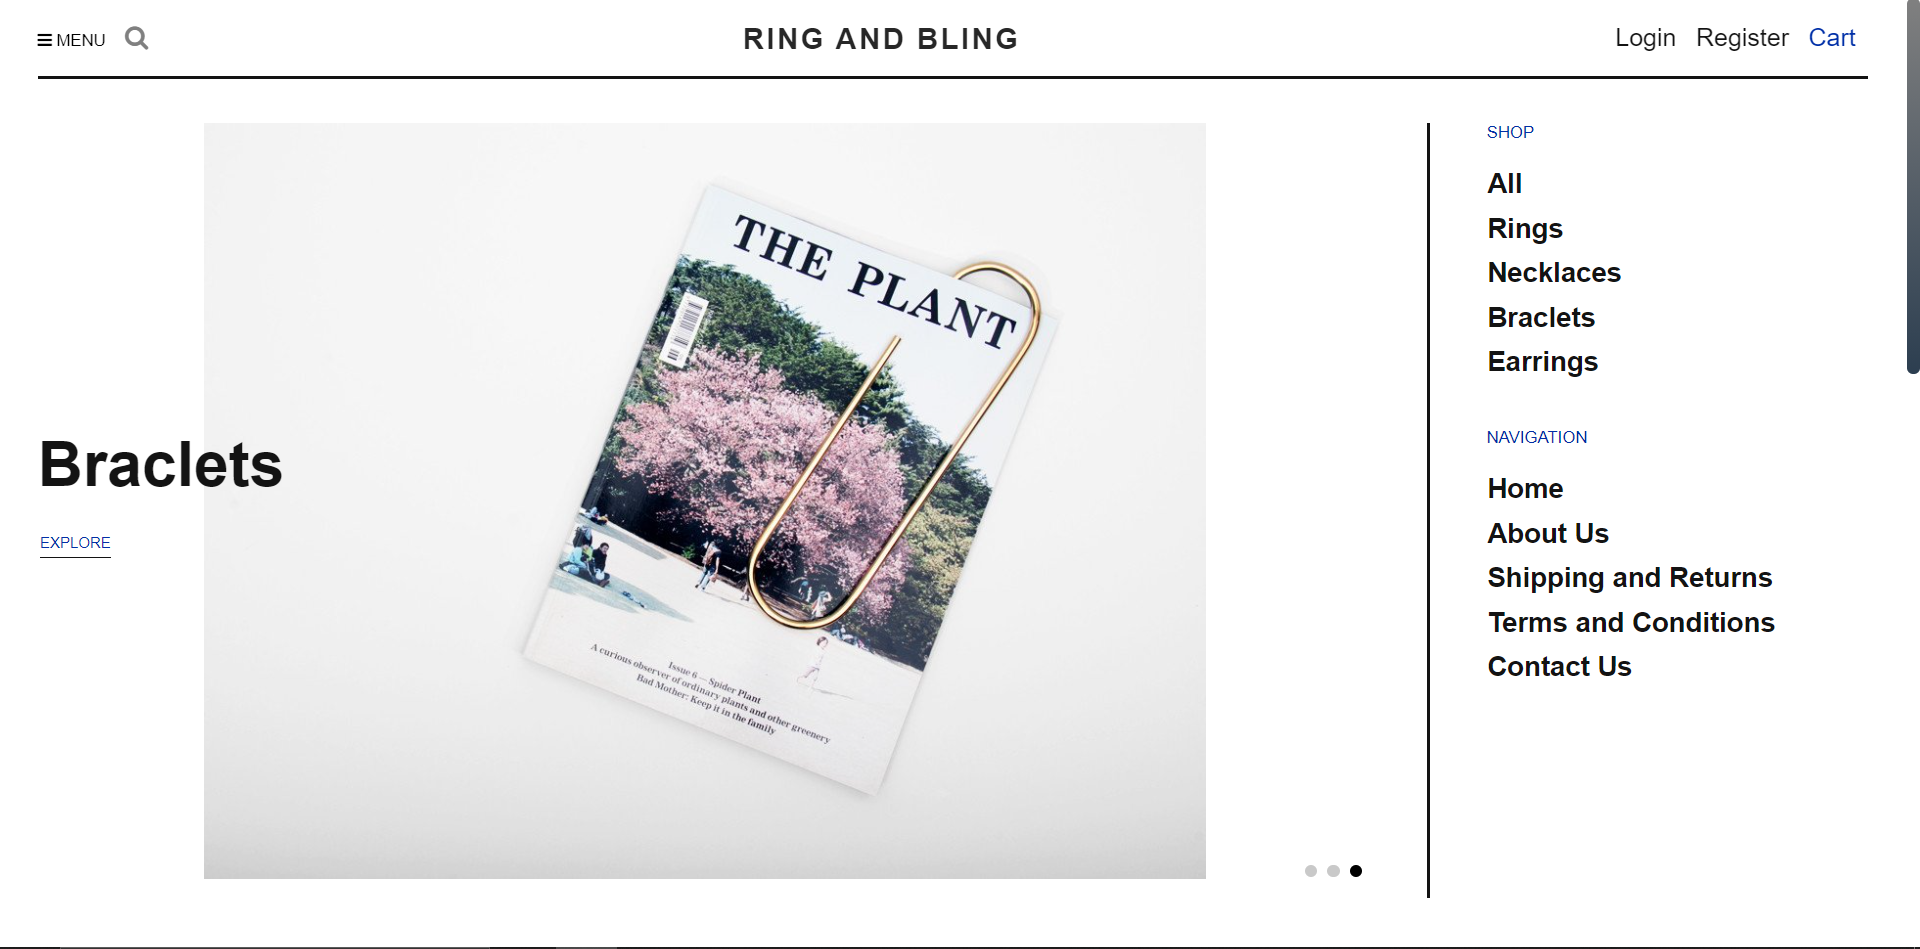 MENU
RING AND BLING
Login Register Cart
THE PLANT
Issue 6 — Spider Plant
A curious observer of ordinary plants and other greenery
Bad Mother: Keep it in the family
Braclets
EXPLORE
SHOP
All
Rings
Necklaces
Braclets
Earrings
NAVIGATION
Home
About Us
Shipping and Returns
Terms and Conditions
Contact Us